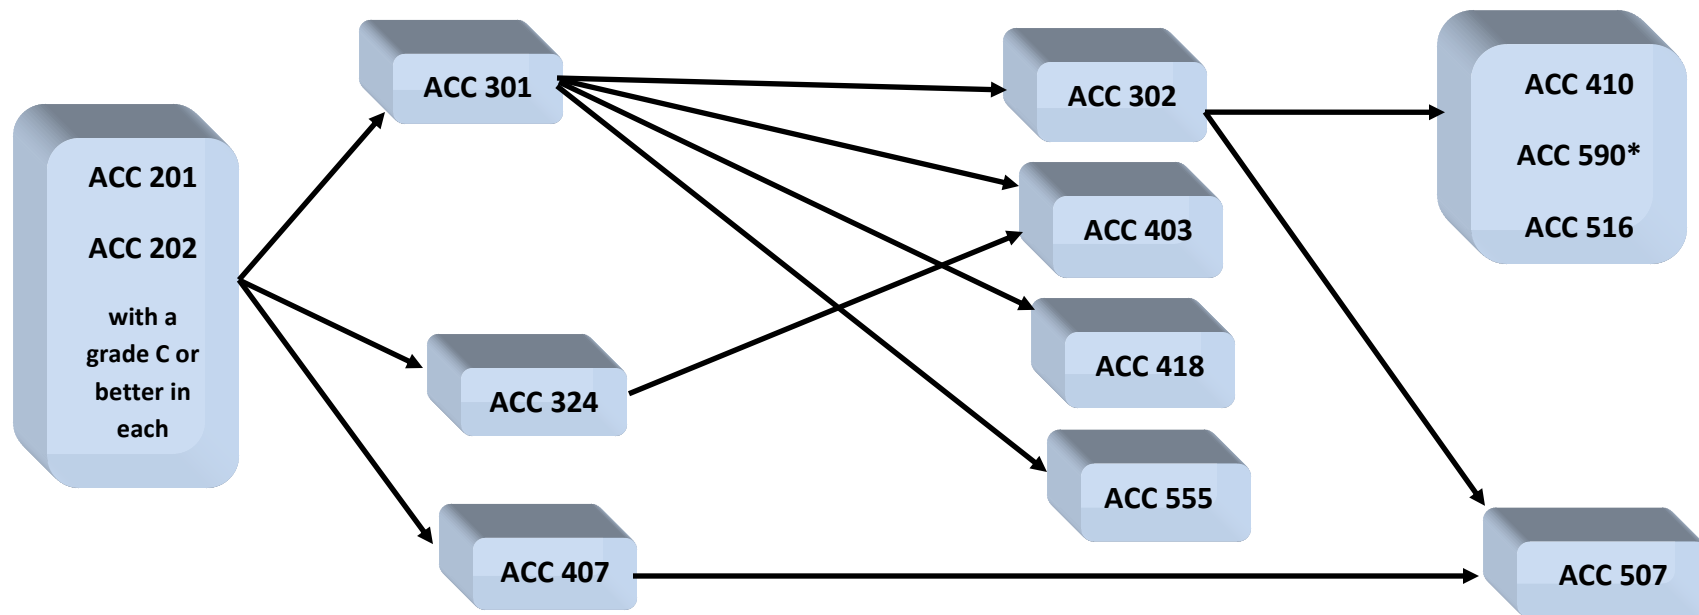 ACC 201
ACC 202
with a
grade C or
better in
each
ACC 301
ACC 324
ACC 407
ACC 302
ACC 403
ACC 418
ACC 555
ACC 410
ACC 590*
ACC 516
ACC 507